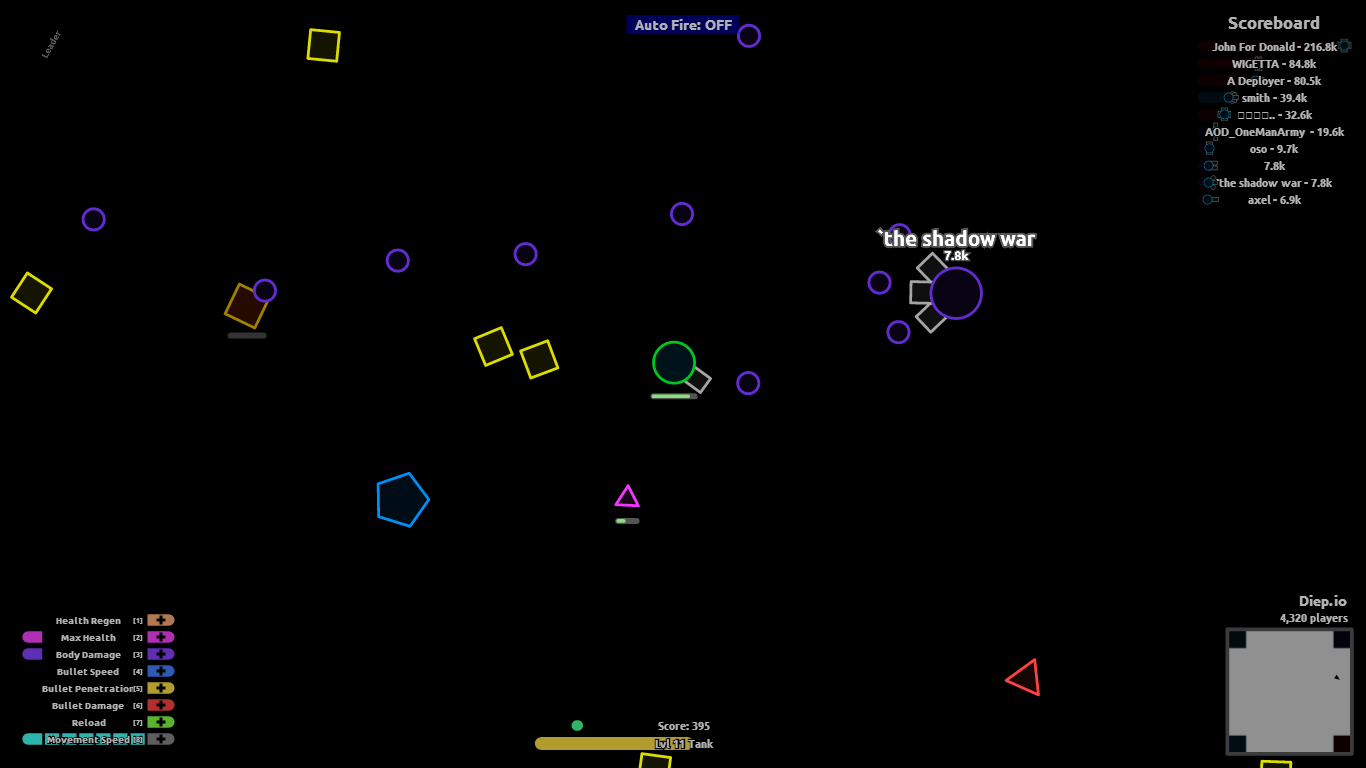 Leader
Auto Fire: OFF
Scoreboard
John For Donald - 216.8k
WIGETTA - 84.8k
A Deployer - 80.5k
smith - 39.4k
□□□□.. - 32.6k
AOD_OneManArmy - 19.6k
oso - 9.7k
7.8k
`the shadow war - 7.8k
axel - 6.9k
`the shadow war
7.8k
Health Regen [1]
Max Health [2]
Body Damage [3]
Bullet Speed [4]
Bullet Penetration [5]
Bullet Damage [6]
Reload [7]
Movement Speed [8]
Score: 395
Lvl 11 Tank
Diep.io
4,320 players